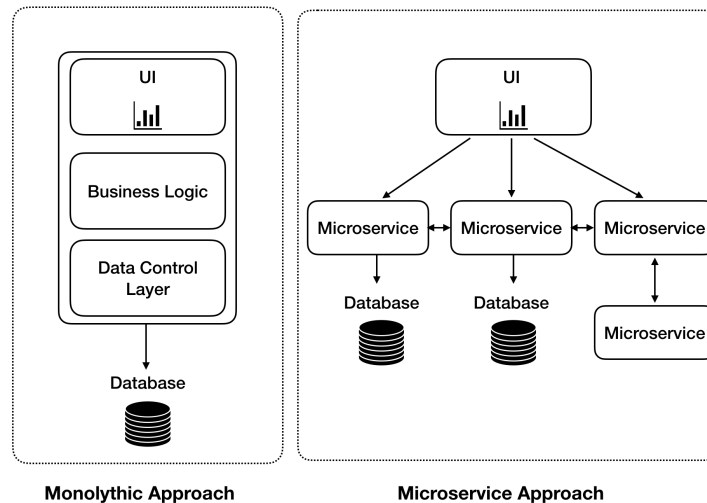 UI
Business Logic
Data Control
Layer
Database
Monolythic Approach
UI
Microservice
Microservice
Microservice
Database
Database
Microservice
Microservice Approach